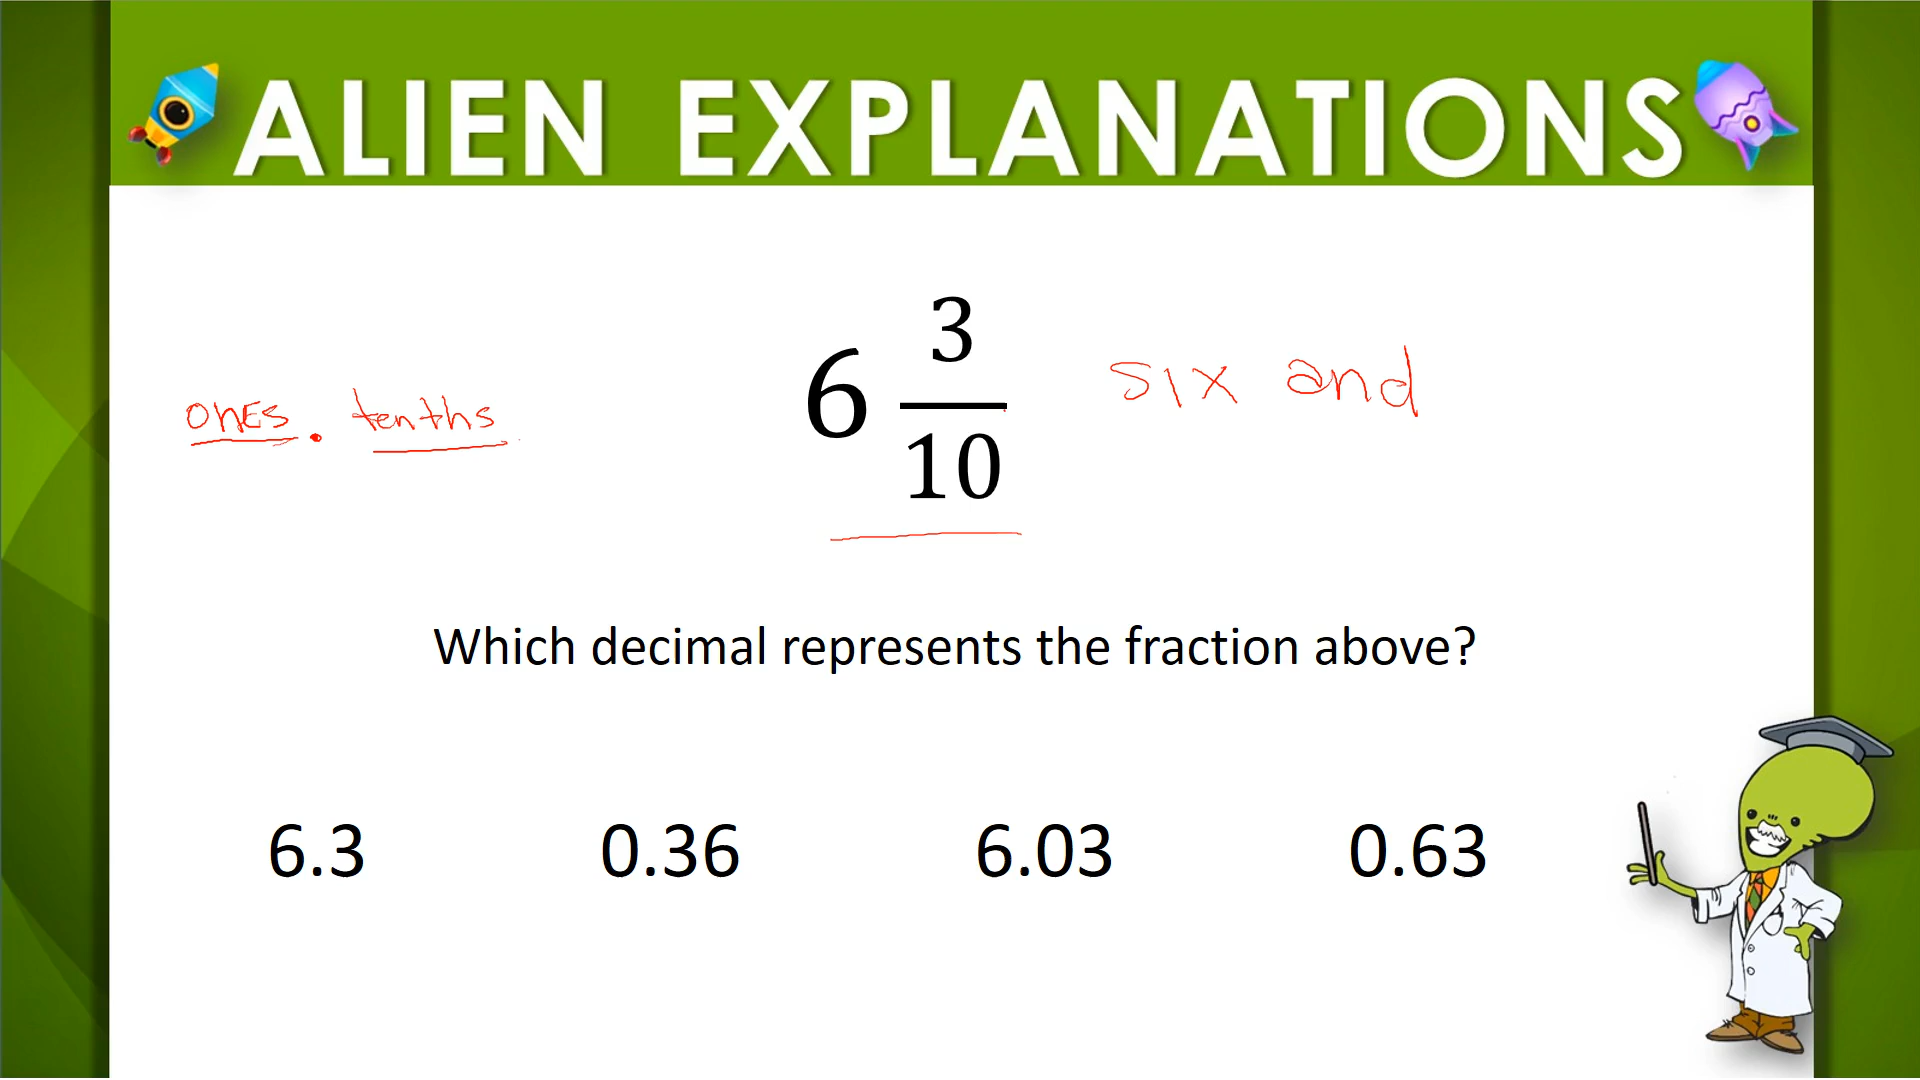 ALIEN EXPLANATIONS
6 3/10
six and
ones . tenths
Which decimal represents the fraction above?
6.3 0.36 6.03 0.63